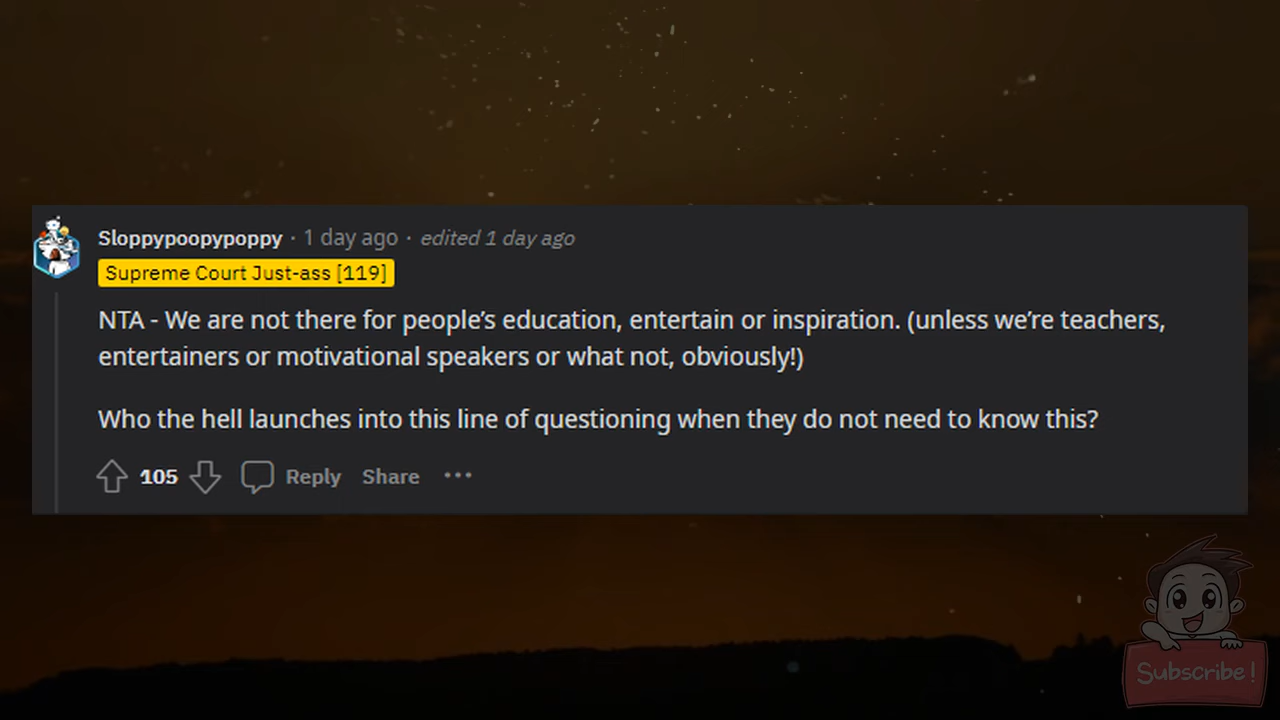 Sloppypoopypoppy · 1 day ago · edited 1 day ago
Supreme Court Just-ass [119]
NTA - We are not there for people’s education, entertain or inspiration. (unless we’re teachers,
entertainers or motivational speakers or what not, obviously!)
Who the hell launches into this line of questioning when they do not need to know this?
105 Reply Share ···
Subscribe!